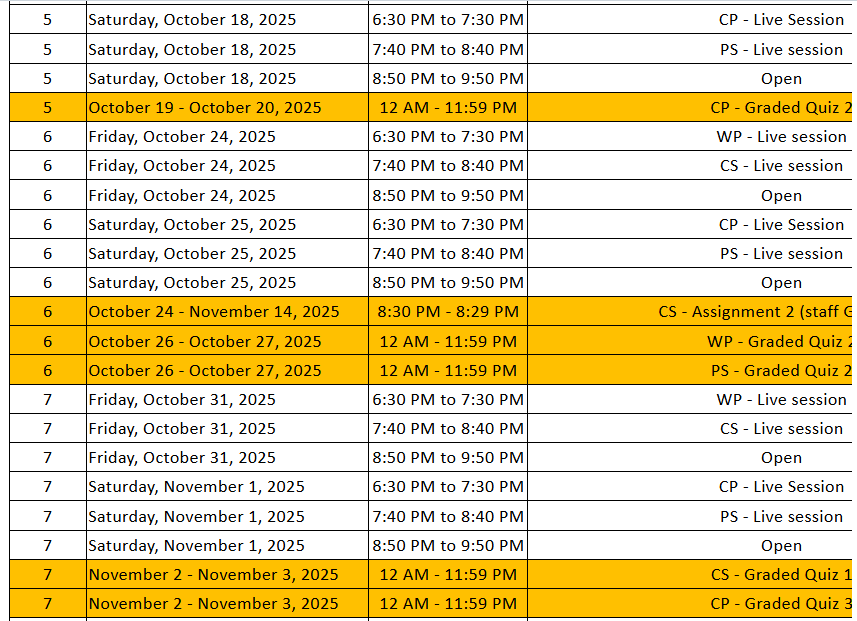 5 Saturday, October 18, 2025 6:30 PM to 7:30 PM CP - Live Session
5 Saturday, October 18, 2025 7:40 PM to 8:40 PM PS - Live session
5 Saturday, October 18, 2025 8:50 PM to 9:50 PM Open
5 October 19 - October 20, 2025 12 AM - 11:59 PM CP - Graded Quiz 2
6 Friday, October 24, 2025 6:30 PM to 7:30 PM WP - Live session
6 Friday, October 24, 2025 7:40 PM to 8:40 PM CS - Live session
6 Friday, October 24, 2025 8:50 PM to 9:50 PM Open
6 Saturday, October 25, 2025 6:30 PM to 7:30 PM CP - Live Session
6 Saturday, October 25, 2025 7:40 PM to 8:40 PM PS - Live session
6 Saturday, October 25, 2025 8:50 PM to 9:50 PM Open
6 October 24 - November 14, 2025 8:30 PM - 8:29 PM CS - Assignment 2 (staff
6 October 26 - October 27, 2025 12 AM - 11:59 PM WP - Graded Quiz 2
6 October 26 - October 27, 2025 12 AM - 11:59 PM PS - Graded Quiz 2
7 Friday, October 31, 2025 6:30 PM to 7:30 PM WP - Live session
7 Friday, October 31, 2025 7:40 PM to 8:40 PM CS - Live session
7 Friday, October 31, 2025 8:50 PM to 9:50 PM Open
7 Saturday, November 1, 2025 6:30 PM to 7:30 PM CP - Live Session
7 Saturday, November 1, 2025 7:40 PM to 8:40 PM PS - Live session
7 Saturday, November 1, 2025 8:50 PM to 9:50 PM Open
7 November 2 - November 3, 2025 12 AM - 11:59 PM CS - Graded Quiz 1
7 November 2 - November 3, 2025 12 AM - 11:59 PM CP - Graded Quiz 3